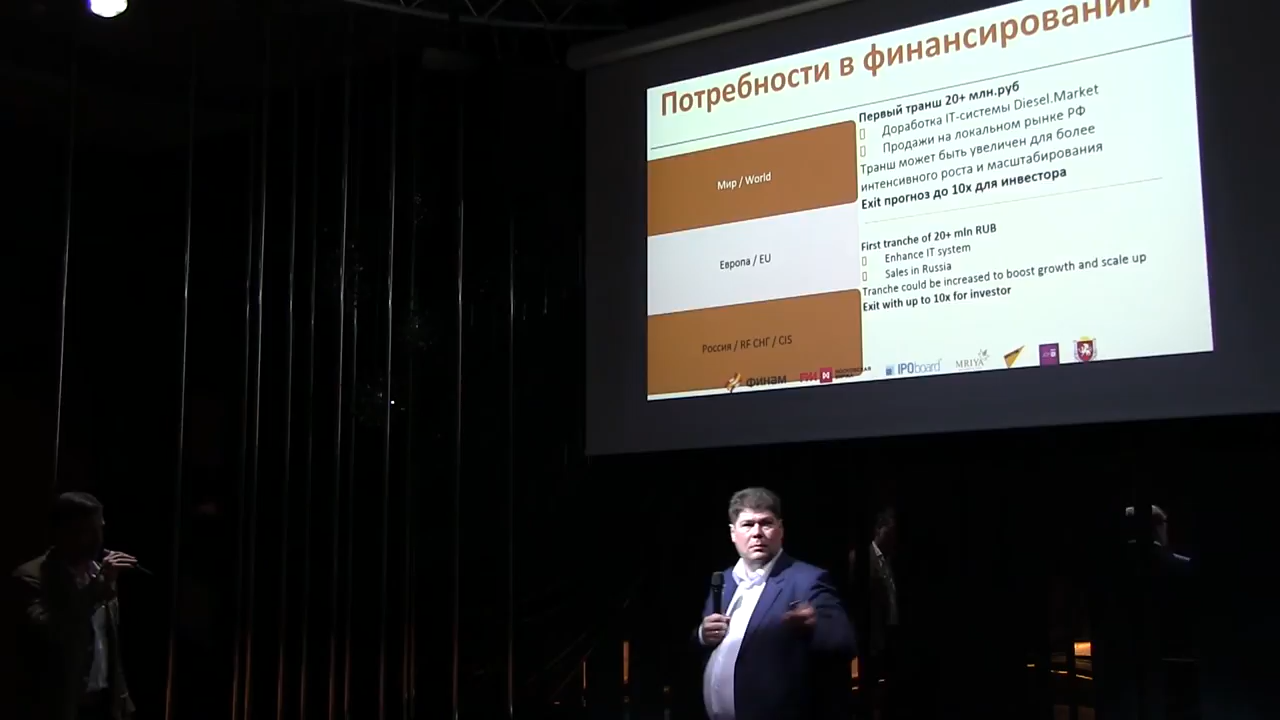 Потребности в финансировании
Мир / World
Европа / EU
Россия / RF СНГ / CIS
Первый транш 20+ млн.руб
Доработка IT-системы Diesel.Market
Продажи на локальном рынке РФ
Транш может быть увеличен для более
интенсивного роста и масштабирования
Exit прогноз до 10х для инвестора
First tranche of 20+ mln RUB
Enhance IT system
Sales in Russia
Tranche could be increased to boost growth and scale up
Exit with up to 10x for investor
ФИНАМ
IPOboard
MRIYA